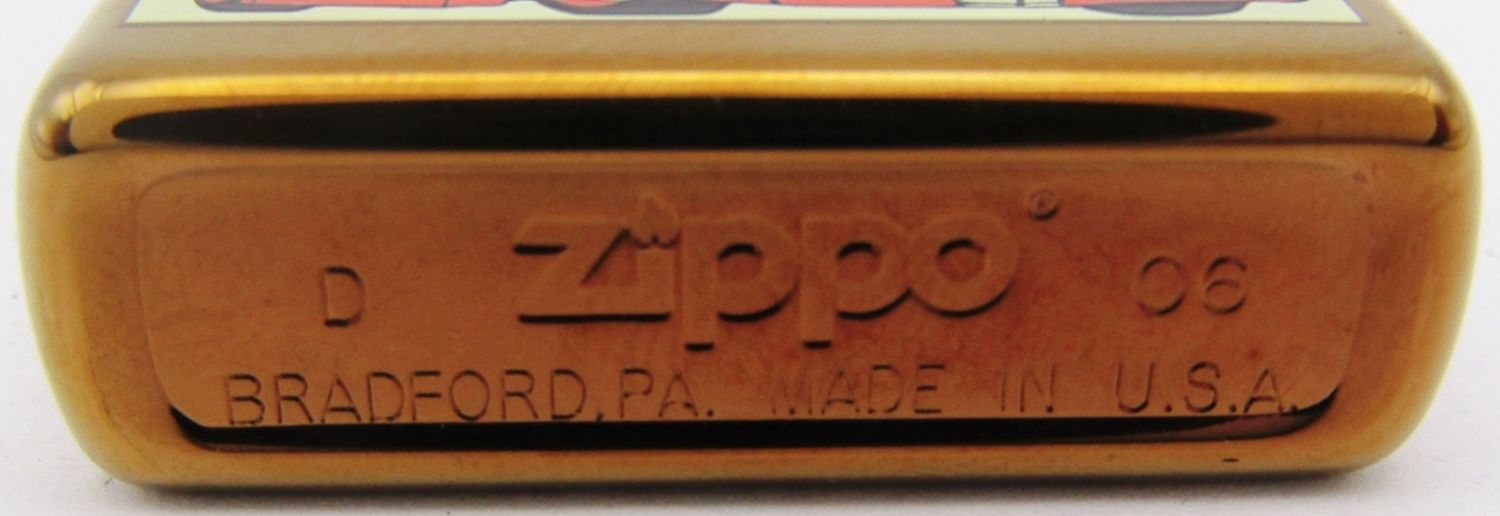 D Zippo® 06
BRADFORD, PA. MADE IN U.S.A.